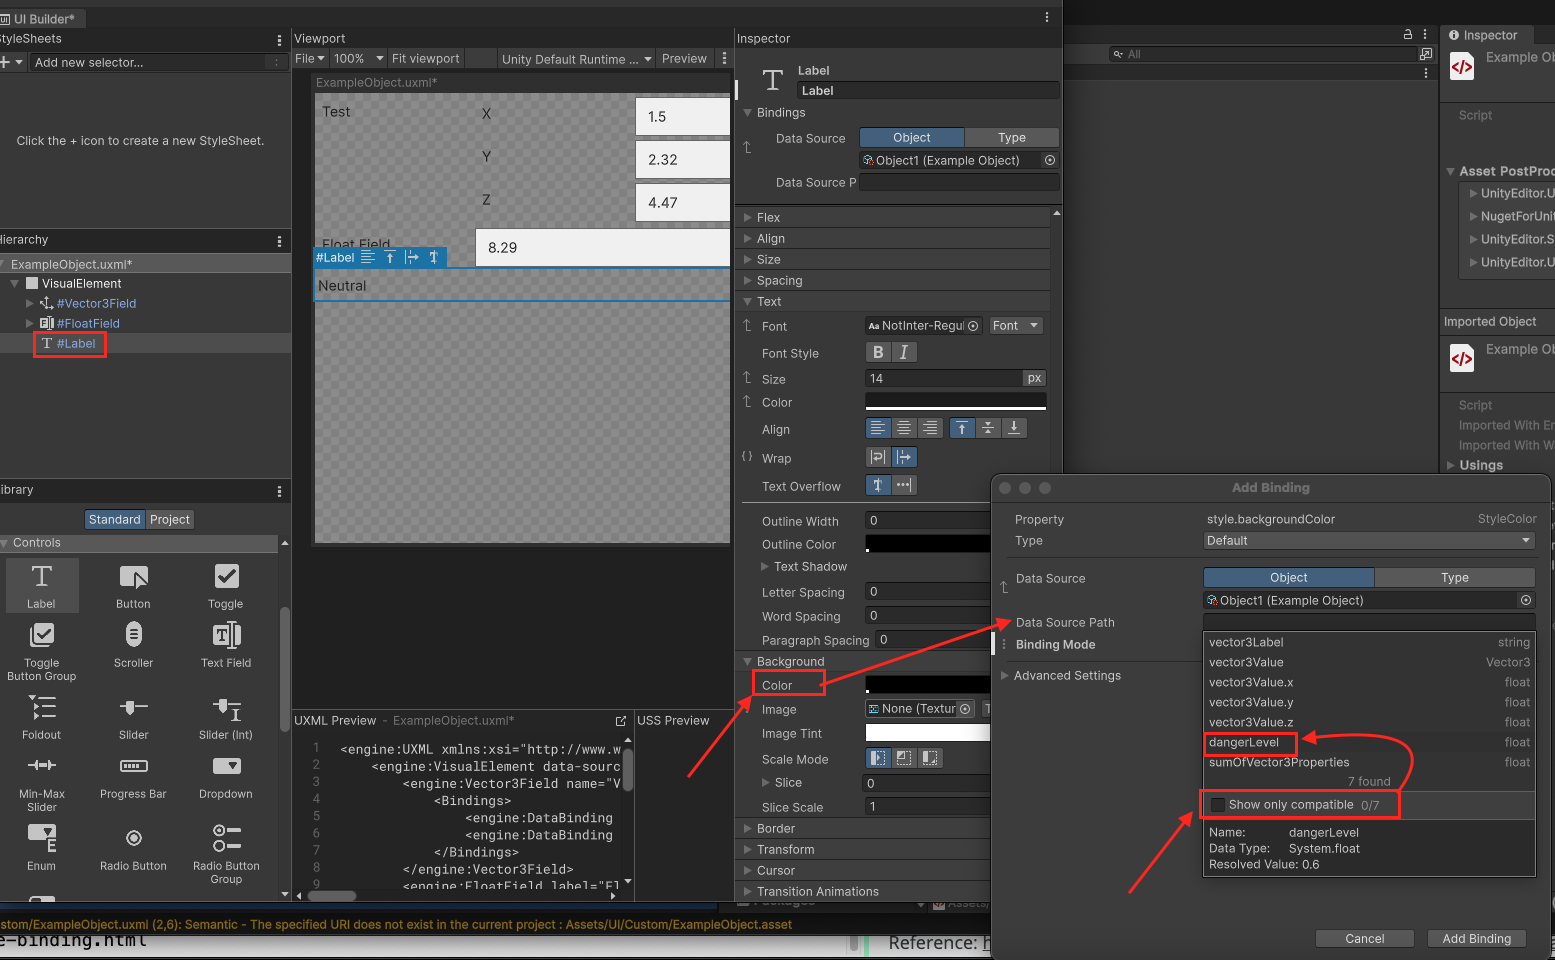 UI Builder*
StyleSheets
Add new selector...
Click the + icon to create a new StyleSheet.
Hierarchy
ExampleObject.uxml*
VisualElement
#Vector3Field
#FloatField
#Label
Library
Standard
Project
Controls
Label
Button
Toggle
Toggle
Button Group
Scroller
Text Field
Foldout
Slider
Slider (Int)
Min-Max
Slider
Progress Bar
Dropdown
Enum
Radio Button
Radio Button
Group
Viewport
File
100%
Fit viewport
Unity Default Runtime ...
Preview
ExampleObject.uxml*
Test
X
1.5
Y
2.32
Z
4.47
Float Field
8.29
#Label
Neutral
UXML Preview - ExampleObject.uxml*
USS Preview
1 <engine:UXML xmlns:xsi="http://www.w
2 <engine:VisualElement data-sourc
3 <engine:Vector3Field name="V
4 <Bindings>
5 <engine:DataBinding
6 <engine:DataBinding
7 </Bindings>
8 </engine:Vector3Field>
9 <engine:FloatField label="Fl
Inspector
Label
Label
Bindings
Data Source
Object
Type
Object1 (Example Object)
Data Source P
Flex
Align
Size
Spacing
Text
Font
Aa NotInter-Regul
Font
Font Style
B I
Size
14
px
Color
Align
{} Wrap
Text Overflow
Outline Width
0
Outline Color
Text Shadow
Letter Spacing
0
Word Spacing
0
Paragraph Spacing
0
Background
Color
Image
None (Textur
Image Tint
Scale Mode
Slice
0
Slice Scale
1
Border
Transform
Cursor
Transition Animations
All
Inspector
Example Ob
Script
Asset PostProc
UnityEditor.U
NugetForUnit
UnityEditor.S
UnityEditor.U
Imported Object
Example Ob
Script
Imported With Er
Imported With W
Usings
Add Binding
Property
style.backgroundColor
StyleColor
Type
Default
Data Source
Object
Type
Object1 (Example Object)
Data Source Path
Binding Mode
Advanced Settings
vector3Label string
vector3Value Vector3
vector3Value.x float
vector3Value.y float
vector3Value.z float
dangerLevel float
sumOfVector3Properties float
7 found
Show only compatible 0/7
Name: dangerLevel
Data Type: System.float
Resolved Value: 0.6
Cancel
Add Binding
stom/ExampleObject.uxml (2,6): Semantic - The specified URI does not exist in the current project : Assets/UI/Custom/ExampleObject.asset
e-binding.html
Reference: h